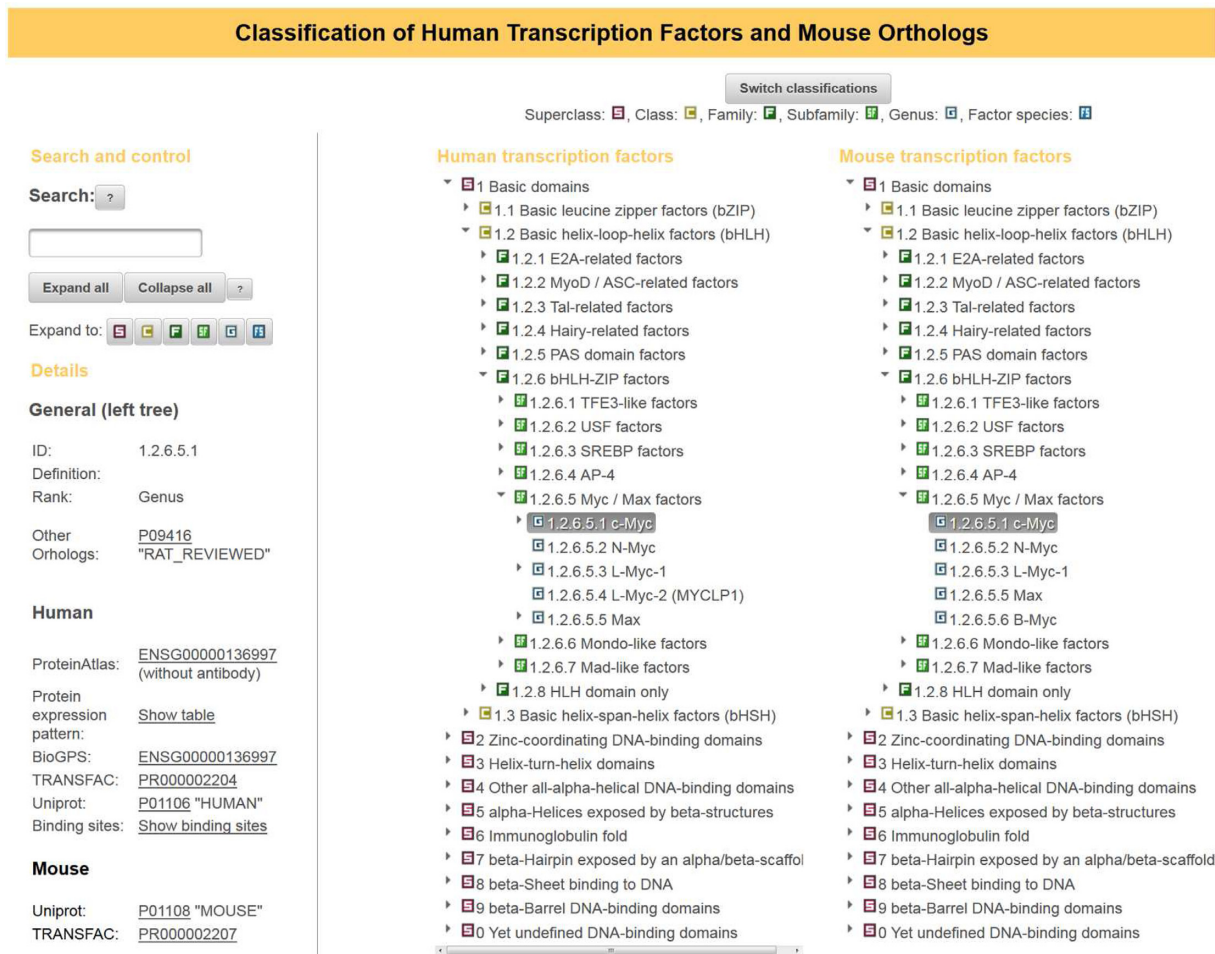 Classification of Human Transcription Factors and Mouse Orthologs
Switch classifications
Superclass: S, Class: C, Family: F, Subfamily: SF, Genus: G, Factor species: FS
Search and control
Search: ?
Expand all Collapse all ?
Expand to: S C F SF G FS
Details
General (left tree)
ID: 1.2.6.5.1
Definition:
Rank: Genus
Other Orhologs: P09416 "RAT_REVIEWED"
Human
ProteinAtlas: ENSG00000136997 (without antibody)
Protein expression pattern: Show table
BioGPS: ENSG00000136997
TRANSFAC: PR000002204
Uniprot: P01106 "HUMAN"
Binding sites: Show binding sites
Mouse
Uniprot: P01108 "MOUSE"
TRANSFAC: PR000002207
Human transcription factors
S 1 Basic domains
C 1.1 Basic leucine zipper factors (bZIP)
C 1.2 Basic helix-loop-helix factors (bHLH)
F 1.2.1 E2A-related factors
F 1.2.2 MyoD / ASC-related factors
F 1.2.3 Tal-related factors
F 1.2.4 Hairy-related factors
F 1.2.5 PAS domain factors
F 1.2.6 bHLH-ZIP factors
SF 1.2.6.1 TFE3-like factors
SF 1.2.6.2 USF factors
SF 1.2.6.3 SREBP factors
SF 1.2.6.4 AP-4
SF 1.2.6.5 Myc / Max factors
G 1.2.6.5.1 c-Myc
G 1.2.6.5.2 N-Myc
G 1.2.6.5.3 L-Myc-1
G 1.2.6.5.4 L-Myc-2 (MYCLP1)
G 1.2.6.5.5 Max
SF 1.2.6.6 Mondo-like factors
SF 1.2.6.7 Mad-like factors
F 1.2.8 HLH domain only
C 1.3 Basic helix-span-helix factors (bHSH)
S 2 Zinc-coordinating DNA-binding domains
S 3 Helix-turn-helix domains
S 4 Other all-alpha-helical DNA-binding domains
S 5 alpha-Helices exposed by beta-structures
S 6 Immunoglobulin fold
S 7 beta-Hairpin exposed by an alpha/beta-scaffol
S 8 beta-Sheet binding to DNA
S 9 beta-Barrel DNA-binding domains
S 0 Yet undefined DNA-binding domains
Mouse transcription factors
S 1 Basic domains
C 1.1 Basic leucine zipper factors (bZIP)
C 1.2 Basic helix-loop-helix factors (bHLH)
F 1.2.1 E2A-related factors
F 1.2.2 MyoD / ASC-related factors
F 1.2.3 Tal-related factors
F 1.2.4 Hairy-related factors
F 1.2.5 PAS domain factors
F 1.2.6 bHLH-ZIP factors
SF 1.2.6.1 TFE3-like factors
SF 1.2.6.2 USF factors
SF 1.2.6.3 SREBP factors
SF 1.2.6.4 AP-4
SF 1.2.6.5 Myc / Max factors
G 1.2.6.5.1 c-Myc
G 1.2.6.5.2 N-Myc
G 1.2.6.5.3 L-Myc-1
G 1.2.6.5.5 Max
G 1.2.6.5.6 B-Myc
SF 1.2.6.6 Mondo-like factors
SF 1.2.6.7 Mad-like factors
F 1.2.8 HLH domain only
C 1.3 Basic helix-span-helix factors (bHSH)
S 2 Zinc-coordinating DNA-binding domains
S 3 Helix-turn-helix domains
S 4 Other all-alpha-helical DNA-binding domains
S 5 alpha-Helices exposed by beta-structures
S 6 Immunoglobulin fold
S 7 beta-Hairpin exposed by an alpha/beta-scaffold
S 8 beta-Sheet binding to DNA
S 9 beta-Barrel DNA-binding domains
S 0 Yet undefined DNA-binding domains